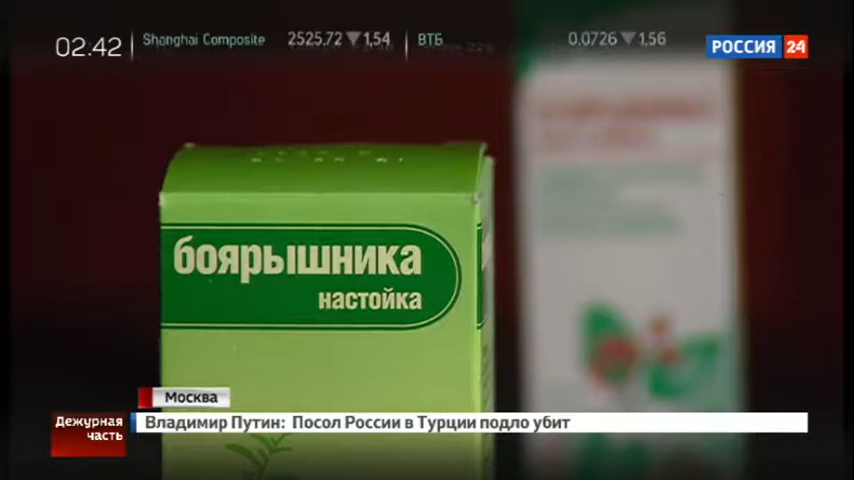 02:42 Shanghai Composite 2525,72 ▼1,54 ВТБ 0,0726 ▼1,56 РОССИЯ 24
боярышника
настойка
Москва
Дежурная часть
Владимир Путин: Посол России в Турции подло убит